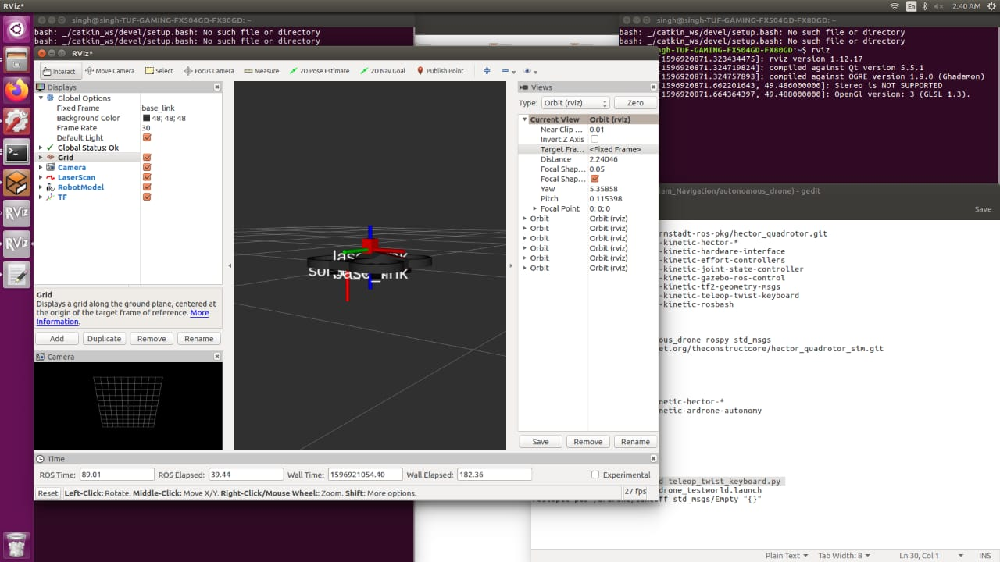 RViz*
En
2:40 AM
singh@singh-TUF-GAMING-FX504GD-FX80GD: ~
bash: _/catkin_ws/devel/setup.bash: No such file or directory
bash: _/catkin_ws/devel/setup.bash: No such file or directory
singh@singh-TUF-GAMING-FX504GD-FX80GD: ~
bash: _/catkin_ws/devel/setup.bash: No such file or directory
bash: _/catkin_ws/devel/setup.bash: No such file or directory
ngh-TUF-GAMING-FX504GD-FX80GD:~$ rviz
[1596920871.323434475]: rviz version 1.12.17
[1596920871.324719824]: compiled against Qt version 5.5.1
[1596920871.324757893]: compiled against OGRE version 1.9.0 (Ghadamon)
[1596920871.662201643, 49.486000000]: Stereo is NOT SUPPORTED
[1596920871.664364397, 49.488000000]: OpenGl version: 3 (GLSL 1.3).
RViz*
Interact
Move Camera
Select
Focus Camera
Measure
2D Pose Estimate
2D Nav Goal
Publish Point
Displays
Global Options
Fixed Frame base_link
Background Color 48; 48; 48
Frame Rate 30
Default Light
Global Status: Ok
Grid
Camera
LaserScan
RobotModel
TF
Grid
Displays a grid along the ground plane, centered at
the origin of the target frame of reference. More
Information.
Add
Duplicate
Remove
Rename
Camera
base_link
Views
Type: Orbit (rviz)
Zero
Current View Orbit (rviz)
Near Clip ... 0.01
Invert Z Axis
Target Fra... <Fixed Frame>
Distance 2.24046
Focal Shap... 0.05
Focal Shap...
Yaw 5.35858
Pitch 0.115398
Focal Point 0; 0; 0
Orbit Orbit (rviz)
Orbit Orbit (rviz)
Orbit Orbit (rviz)
Orbit Orbit (rviz)
Orbit Orbit (rviz)
Orbit Orbit (rviz)
Save
Remove
Rename
Time
ROS Time: 89.01
ROS Elapsed: 39.44
Wall Time: 1596921054.40
Wall Elapsed: 182.36
Experimental
Reset
Left-Click: Rotate. Middle-Click: Move X/Y. Right-Click/Mouse Wheel:: Zoom. Shift: More options.
27 fps
RViz
RViz
lam_Navigation/autonomous_drone) - gedit
Save
rmstadt-ros-pkg/hector_quadrotor.git
-kinetic-hector-*
-kinetic-hardware-interface
-kinetic-effort-controllers
-kinetic-joint-state-controller
-kinetic-gazebo-ros-control
-kinetic-tf2-geometry-msgs
-kinetic-teleop-twist-keyboard
-kinetic-rosbash
ous_drone rospy std_msgs
et.org/theconstructcore/hector_quadrotor_sim.git
netic-hector-*
netic-ardrone-autonomy
d teleop_twist_keyboard.py
drone_testworld.launch
std_msgs/Empty "{}"
Plain Text
Tab Width: 8
Ln 30, Col 1
INS